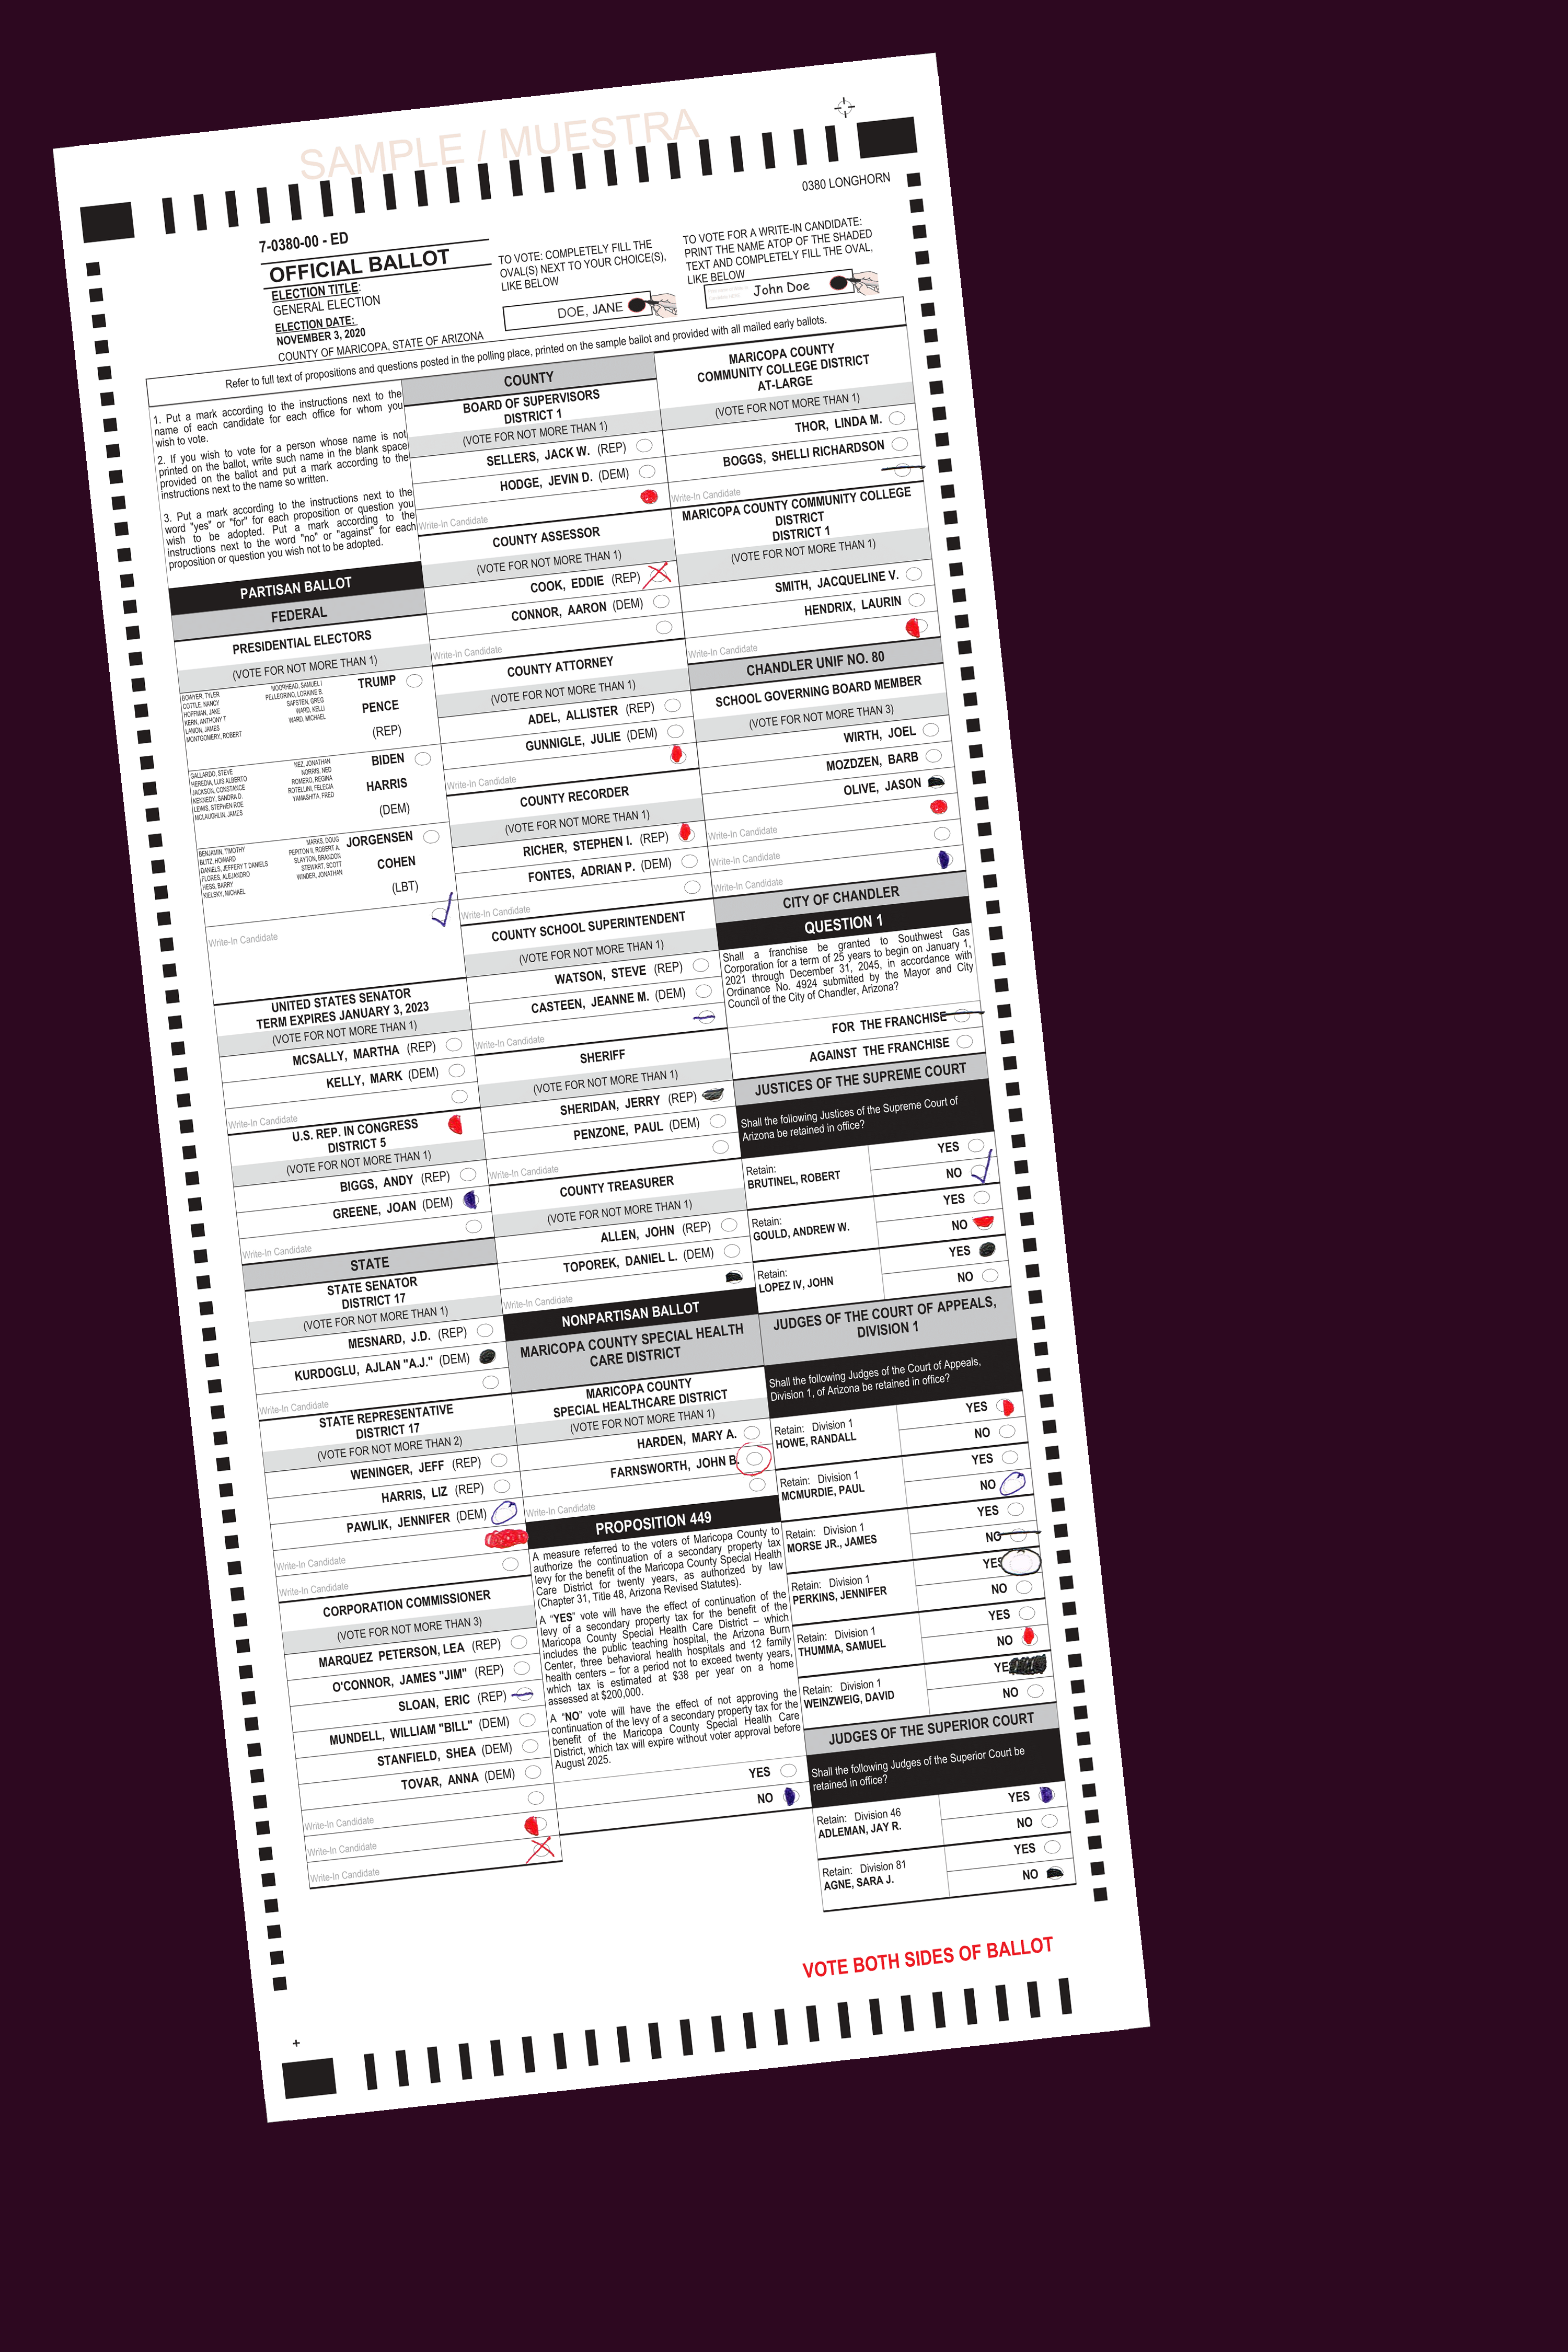 SAMPLE / MUESTRA
0380 LONGHORN
7-0380-00 - ED
OFFICIAL BALLOT
ELECTION TITLE:
GENERAL ELECTION
ELECTION DATE:
NOVEMBER 3, 2020
COUNTY OF MARICOPA, STATE OF ARIZONA
TO VOTE: COMPLETELY FILL THE
OVAL(S) NEXT TO YOUR CHOICE(S),
LIKE BELOW
DOE, JANE
TO VOTE FOR A WRITE-IN CANDIDATE:
PRINT THE NAME ATOP OF THE SHADED
TEXT AND COMPLETELY FILL THE OVAL,
LIKE BELOW
John Doe
Refer to full text of propositions and questions posted in the polling place, printed on the sample ballot and provided with all mailed early ballots.
1. Put a mark according to the instructions next to the
name of each candidate for each office for whom you
wish to vote.
2. If you wish to vote for a person whose name is not
printed on the ballot, write such name in the blank space
provided on the ballot and put a mark according to the
instructions next to the name so written.
3. Put a mark according to the instructions next to the
word "yes" or "for" for each proposition or question you
wish to be adopted. Put a mark according to the
instructions next to the word "no" or "against" for each
proposition or question you wish not to be adopted.
PARTISAN BALLOT
FEDERAL
PRESIDENTIAL ELECTORS
(VOTE FOR NOT MORE THAN 1)
BOWYER, TYLER
COTTLE, NANCY
HOFFMAN, JAKE
KERN, ANTHONY T
LAMON, JAMES
MONTGOMERY, ROBERT
MOORHEAD, SAMUEL I
PELLEGRINO, LORAINE B.
SAFSTEN, GREG
WARD, KELLI
WARD, MICHAEL
TRUMP
PENCE
(REP)
GALLARDO, STEVE
HEREDIA, LUIS ALBERTO
JACKSON, CONSTANCE
KENNEDY, SANDRA D.
LEWIS, STEPHEN ROE
MCLAUGHLIN, JAMES
NEZ, JONATHAN
NORRIS, NED
ROMERO, REGINA
ROTELLINI, FELECIA
YAMASHITA, FRED
BIDEN
HARRIS
(DEM)
BENJAMIN, TIMOTHY
BLITZ, HOWARD
DANIELS, JEFFERY T DANIELS
FLORES, ALEJANDRO
HESS, BARRY
KIELSKY, MICHAEL
MARKS, DOUG
PEPITON II, ROBERT A.
SLAYTON, BRANDON
STEWART, SCOTT
WINDER, JONATHAN
JORGENSEN
COHEN
(LBT)
Write-In Candidate
UNITED STATES SENATOR
TERM EXPIRES JANUARY 3, 2023
(VOTE FOR NOT MORE THAN 1)
MCSALLY, MARTHA (REP)
KELLY, MARK (DEM)
Write-In Candidate
U.S. REP. IN CONGRESS
DISTRICT 5
(VOTE FOR NOT MORE THAN 1)
BIGGS, ANDY (REP)
GREENE, JOAN (DEM)
Write-In Candidate
STATE
STATE SENATOR
DISTRICT 17
(VOTE FOR NOT MORE THAN 1)
MESNARD, J.D. (REP)
KURDOGLU, AJLAN "A.J." (DEM)
Write-In Candidate
STATE REPRESENTATIVE
DISTRICT 17
(VOTE FOR NOT MORE THAN 2)
WENINGER, JEFF (REP)
HARRIS, LIZ (REP)
PAWLIK, JENNIFER (DEM)
Write-In Candidate
Write-In Candidate
CORPORATION COMMISSIONER
(VOTE FOR NOT MORE THAN 3)
MARQUEZ PETERSON, LEA (REP)
O'CONNOR, JAMES "JIM" (REP)
SLOAN, ERIC (REP)
MUNDELL, WILLIAM "BILL" (DEM)
STANFIELD, SHEA (DEM)
TOVAR, ANNA (DEM)
Write-In Candidate
Write-In Candidate
Write-In Candidate
COUNTY
BOARD OF SUPERVISORS
DISTRICT 1
(VOTE FOR NOT MORE THAN 1)
SELLERS, JACK W. (REP)
HODGE, JEVIN D. (DEM)
Write-In Candidate
COUNTY ASSESSOR
(VOTE FOR NOT MORE THAN 1)
COOK, EDDIE (REP)
CONNOR, AARON (DEM)
Write-In Candidate
COUNTY ATTORNEY
(VOTE FOR NOT MORE THAN 1)
ADEL, ALLISTER (REP)
GUNNIGLE, JULIE (DEM)
Write-In Candidate
COUNTY RECORDER
(VOTE FOR NOT MORE THAN 1)
RICHER, STEPHEN I. (REP)
FONTES, ADRIAN P. (DEM)
Write-In Candidate
COUNTY SCHOOL SUPERINTENDENT
(VOTE FOR NOT MORE THAN 1)
WATSON, STEVE (REP)
CASTEEN, JEANNE M. (DEM)
Write-In Candidate
SHERIFF
(VOTE FOR NOT MORE THAN 1)
SHERIDAN, JERRY (REP)
PENZONE, PAUL (DEM)
Write-In Candidate
COUNTY TREASURER
(VOTE FOR NOT MORE THAN 1)
ALLEN, JOHN (REP)
TOPOREK, DANIEL L. (DEM)
Write-In Candidate
NONPARTISAN BALLOT
MARICOPA COUNTY SPECIAL HEALTH
CARE DISTRICT
MARICOPA COUNTY
SPECIAL HEALTHCARE DISTRICT
(VOTE FOR NOT MORE THAN 1)
HARDEN, MARY A.
FARNSWORTH, JOHN B.
Write-In Candidate
PROPOSITION 449
A measure referred to the voters of Maricopa County to
authorize the continuation of a secondary property tax
levy for the benefit of the Maricopa County Special Health
Care District for twenty years, as authorized by law
(Chapter 31, Title 48, Arizona Revised Statutes).
A “YES” vote will have the effect of continuation of the
levy of a secondary property tax for the benefit of the
Maricopa County Special Health Care District – which
includes the public teaching hospital, the Arizona Burn
Center, three behavioral health hospitals and 12 family
health centers – for a period not to exceed twenty years,
which tax is estimated at $38 per year on a home
assessed at $200,000.
A “NO” vote will have the effect of not approving the
continuation of the levy of a secondary property tax for the
benefit of the Maricopa County Special Health Care
District, which tax will expire without voter approval before
August 2025.
YES
NO
MARICOPA COUNTY
COMMUNITY COLLEGE DISTRICT
AT-LARGE
(VOTE FOR NOT MORE THAN 1)
THOR, LINDA M.
BOGGS, SHELLI RICHARDSON
Write-In Candidate
MARICOPA COUNTY COMMUNITY COLLEGE
DISTRICT
DISTRICT 1
(VOTE FOR NOT MORE THAN 1)
SMITH, JACQUELINE V.
HENDRIX, LAURIN
Write-In Candidate
CHANDLER UNIF NO. 80
SCHOOL GOVERNING BOARD MEMBER
(VOTE FOR NOT MORE THAN 3)
WIRTH, JOEL
MOZDZEN, BARB
OLIVE, JASON
Write-In Candidate
Write-In Candidate
Write-In Candidate
CITY OF CHANDLER
QUESTION 1
Shall a franchise be granted to Southwest Gas
Corporation for a term of 25 years to begin on January 1,
2021 through December 31, 2045, in accordance with
Ordinance No. 4924 submitted by the Mayor and City
Council of the City of Chandler, Arizona?
FOR THE FRANCHISE
AGAINST THE FRANCHISE
JUSTICES OF THE SUPREME COURT
Shall the following Justices of the Supreme Court of
Arizona be retained in office?
Retain:
BRUTINEL, ROBERT
YES
NO
Retain:
GOULD, ANDREW W.
YES
NO
Retain:
LOPEZ IV, JOHN
YES
NO
JUDGES OF THE COURT OF APPEALS,
DIVISION 1
Shall the following Judges of the Court of Appeals,
Division 1, of Arizona be retained in office?
Retain: Division 1
HOWE, RANDALL
YES
NO
Retain: Division 1
MCMURDIE, PAUL
YES
NO
Retain: Division 1
MORSE JR., JAMES
YES
NO
Retain: Division 1
PERKINS, JENNIFER
YES
NO
Retain: Division 1
THUMMA, SAMUEL
YES
NO
Retain: Division 1
WEINZWEIG, DAVID
YE
NO
JUDGES OF THE SUPERIOR COURT
Shall the following Judges of the Superior Court be
retained in office?
Retain: Division 46
ADLEMAN, JAY R.
YES
NO
Retain: Division 81
AGNE, SARA J.
YES
NO
VOTE BOTH SIDES OF BALLOT